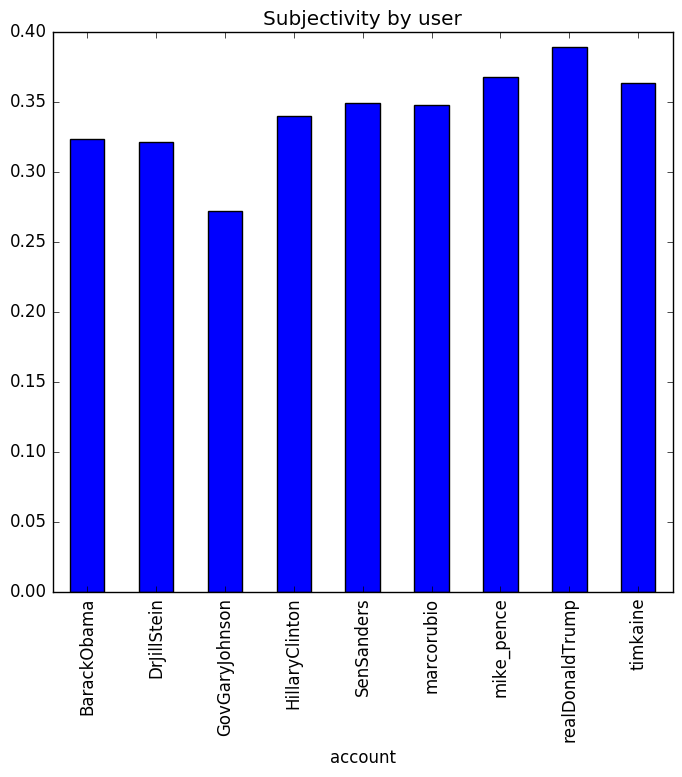 Subjectivity by user
0.40
0.35
0.30
0.25
0.20
0.15
0.10
0.05
0.00
BarackObama
DrJillStein
GovGaryJohnson
HillaryClinton
SenSanders
marcorubio
mike_pence
realDonaldTrump
timkaine
account